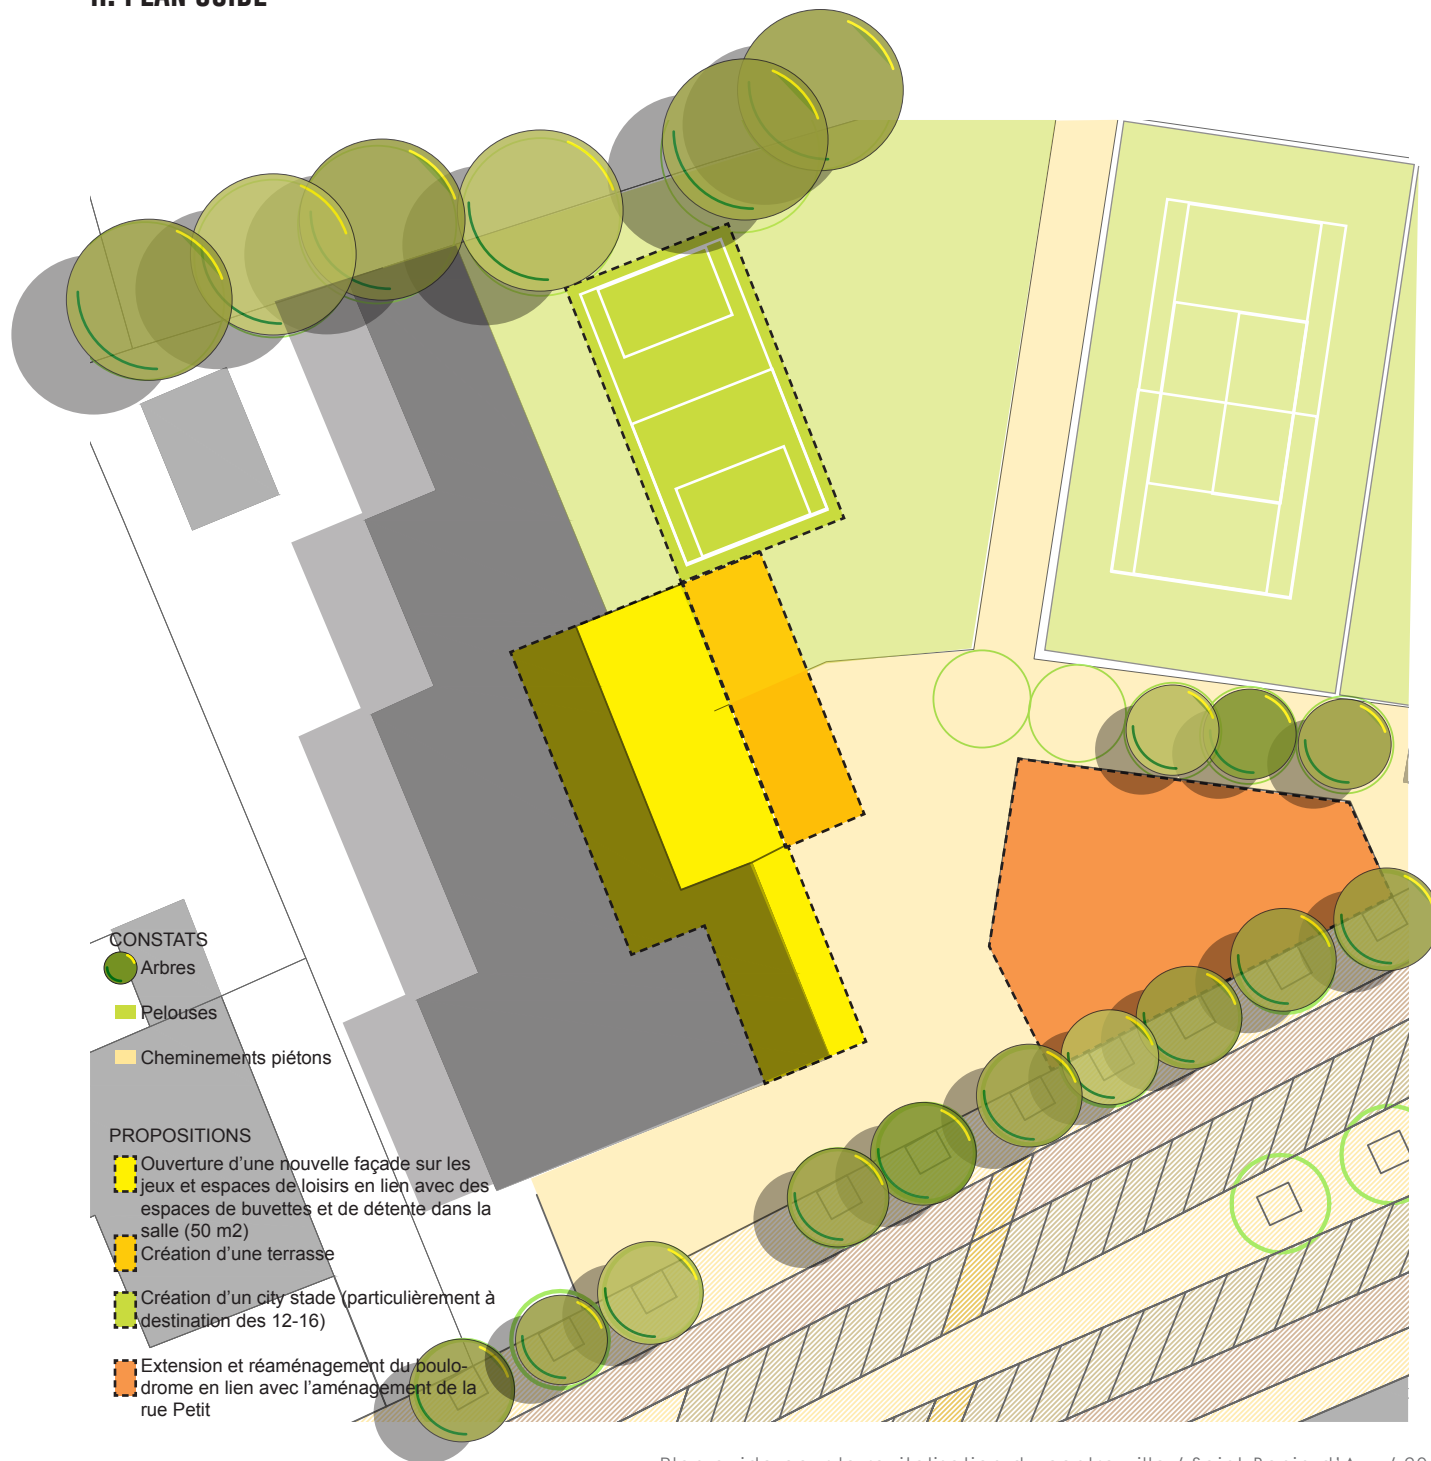 II. PLAN GUIDE
CONSTATS
Arbres
Pelouses
Cheminements piétons
PROPOSITIONS
Ouverture d'une nouvelle façade sur les
jeux et espaces de loisirs en lien avec des
espaces de buvettes et de détente dans la
salle (50 m2)
Création d'une terrasse
Création d'un city stade (particulièrement à
destination des 12-16)
Extension et réaménagement du boulo-
drome en lien avec l'aménagement de la
rue Petit